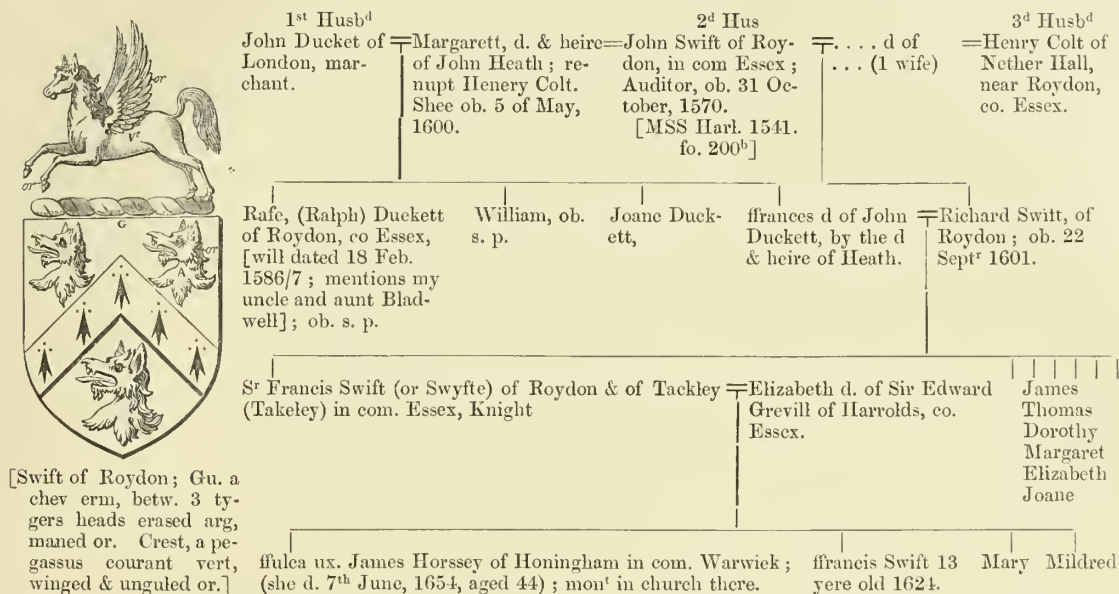 1st Husbd
John Ducket of
London, mar-
chant.
Margarett, d. & heire
of John Heath ; re-
nupt Henery Colt.
Shee ob. 5 of May,
1600.
2d Hus
John Swift of Roy-
don, in com Essex ;
Auditor, ob. 31 Oc-
tober, 1570.
[MSS Harl. 1541.
fo. 200b]
. . . . d of
. . . (1 wife)
3d Husbd
Henry Colt of
Nether Hall,
near Roydon,
co. Essex.
or
Vt
or
G
or
Rafe, (Ralph) Duckett
of Roydon, co Essex,
[will dated 18 Feb.
1586/7 ; mentions my
uncle and aunt Blad-
well] ; ob. s. p.
William, ob.
s. p.
Joane Duck-
ett,
ffrances d of John
Duckett, by the d
& heire of Heath.
Richard Swift, of
Roydon ; ob. 22
Septr 1601.
Sr Francis Swift (or Swyfte) of Roydon & of Tackley
(Takeley) in com. Essex, Knight
Elizabeth d. of Sir Edward
Grevill of Harrolds, co.
Essex.
James
Thomas
Dorothy
Margaret
Elizabeth
Joane
[Swift of Roydon ; Gu. a
chev erm, betw. 3 ty-
gers heads erased arg,
maned or. Crest, a pe-
gassus courant vert,
winged & unguled or.]
ffulca ux. James Horssey of Honingham in com. Warwick ;
(she d. 7th June, 1654, aged 44) ; mont in church there.
ffrancis Swift 13
yere old 1624.
Mary
Mildred